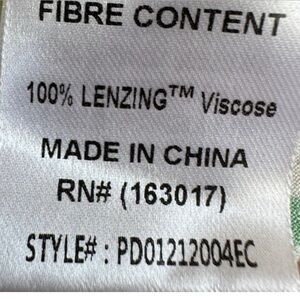 FIBRE CONTENT
100% LENZING™ Viscose
MADE IN CHINA
RN# (163017)
STYLE# : PD01212004EC